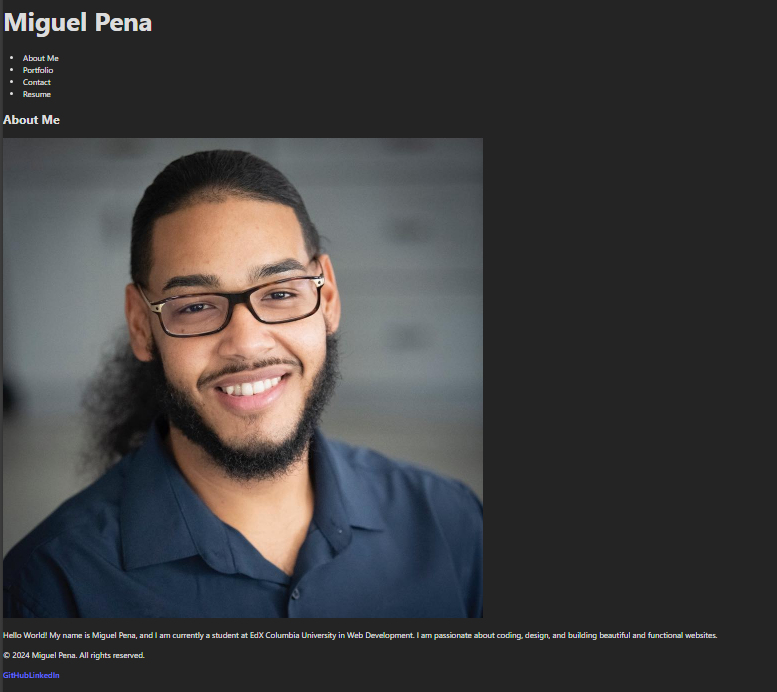 Miguel Pena
About Me
Portfolio
Contact
Resume
About Me
Hello World! My name is Miguel Pena, and I am currently a student at EdX Columbia University in Web Development. I am passionate about coding, design, and building beautiful and functional websites.
© 2024 Miguel Pena. All rights reserved.
GitHubLinkedIn